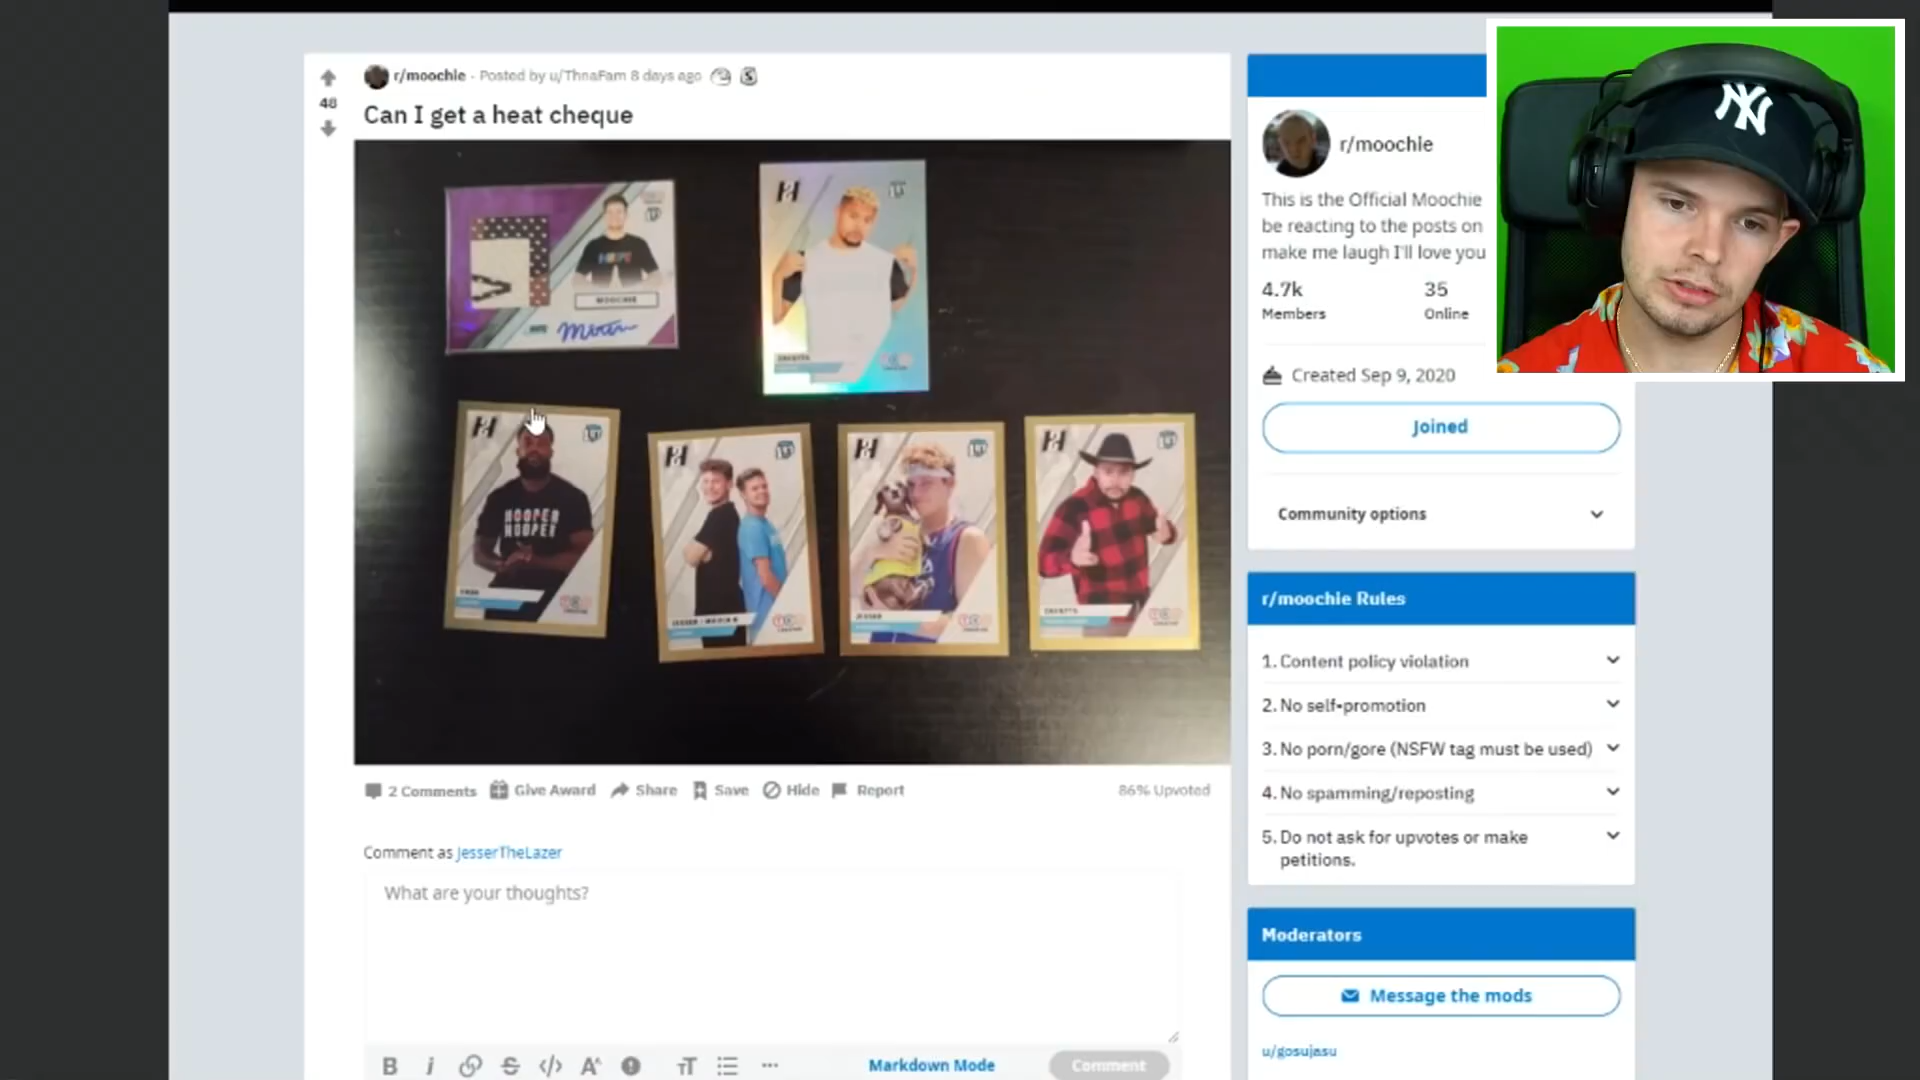 r/moochie · Posted by u/ThnaFam 8 days ago
48
Can I get a heat cheque
MOOCHIE
HOOPER
HOOPER
JESSER
2 Comments Give Award Share Save Hide Report 86% Upvoted
Comment as JesserTheLazer
What are your thoughts?
Markdown Mode Comment
r/moochie
This is the Official Moochie
be reacting to the posts on
make me laugh I'll love you
4.7k 35
Members Online
Created Sep 9, 2020
Joined
Community options
r/moochie Rules
1. Content policy violation
2. No self-promotion
3. No porn/gore (NSFW tag must be used)
4. No spamming/reposting
5. Do not ask for upvotes or make
petitions.
Moderators
Message the mods
u/gosujasu
NY